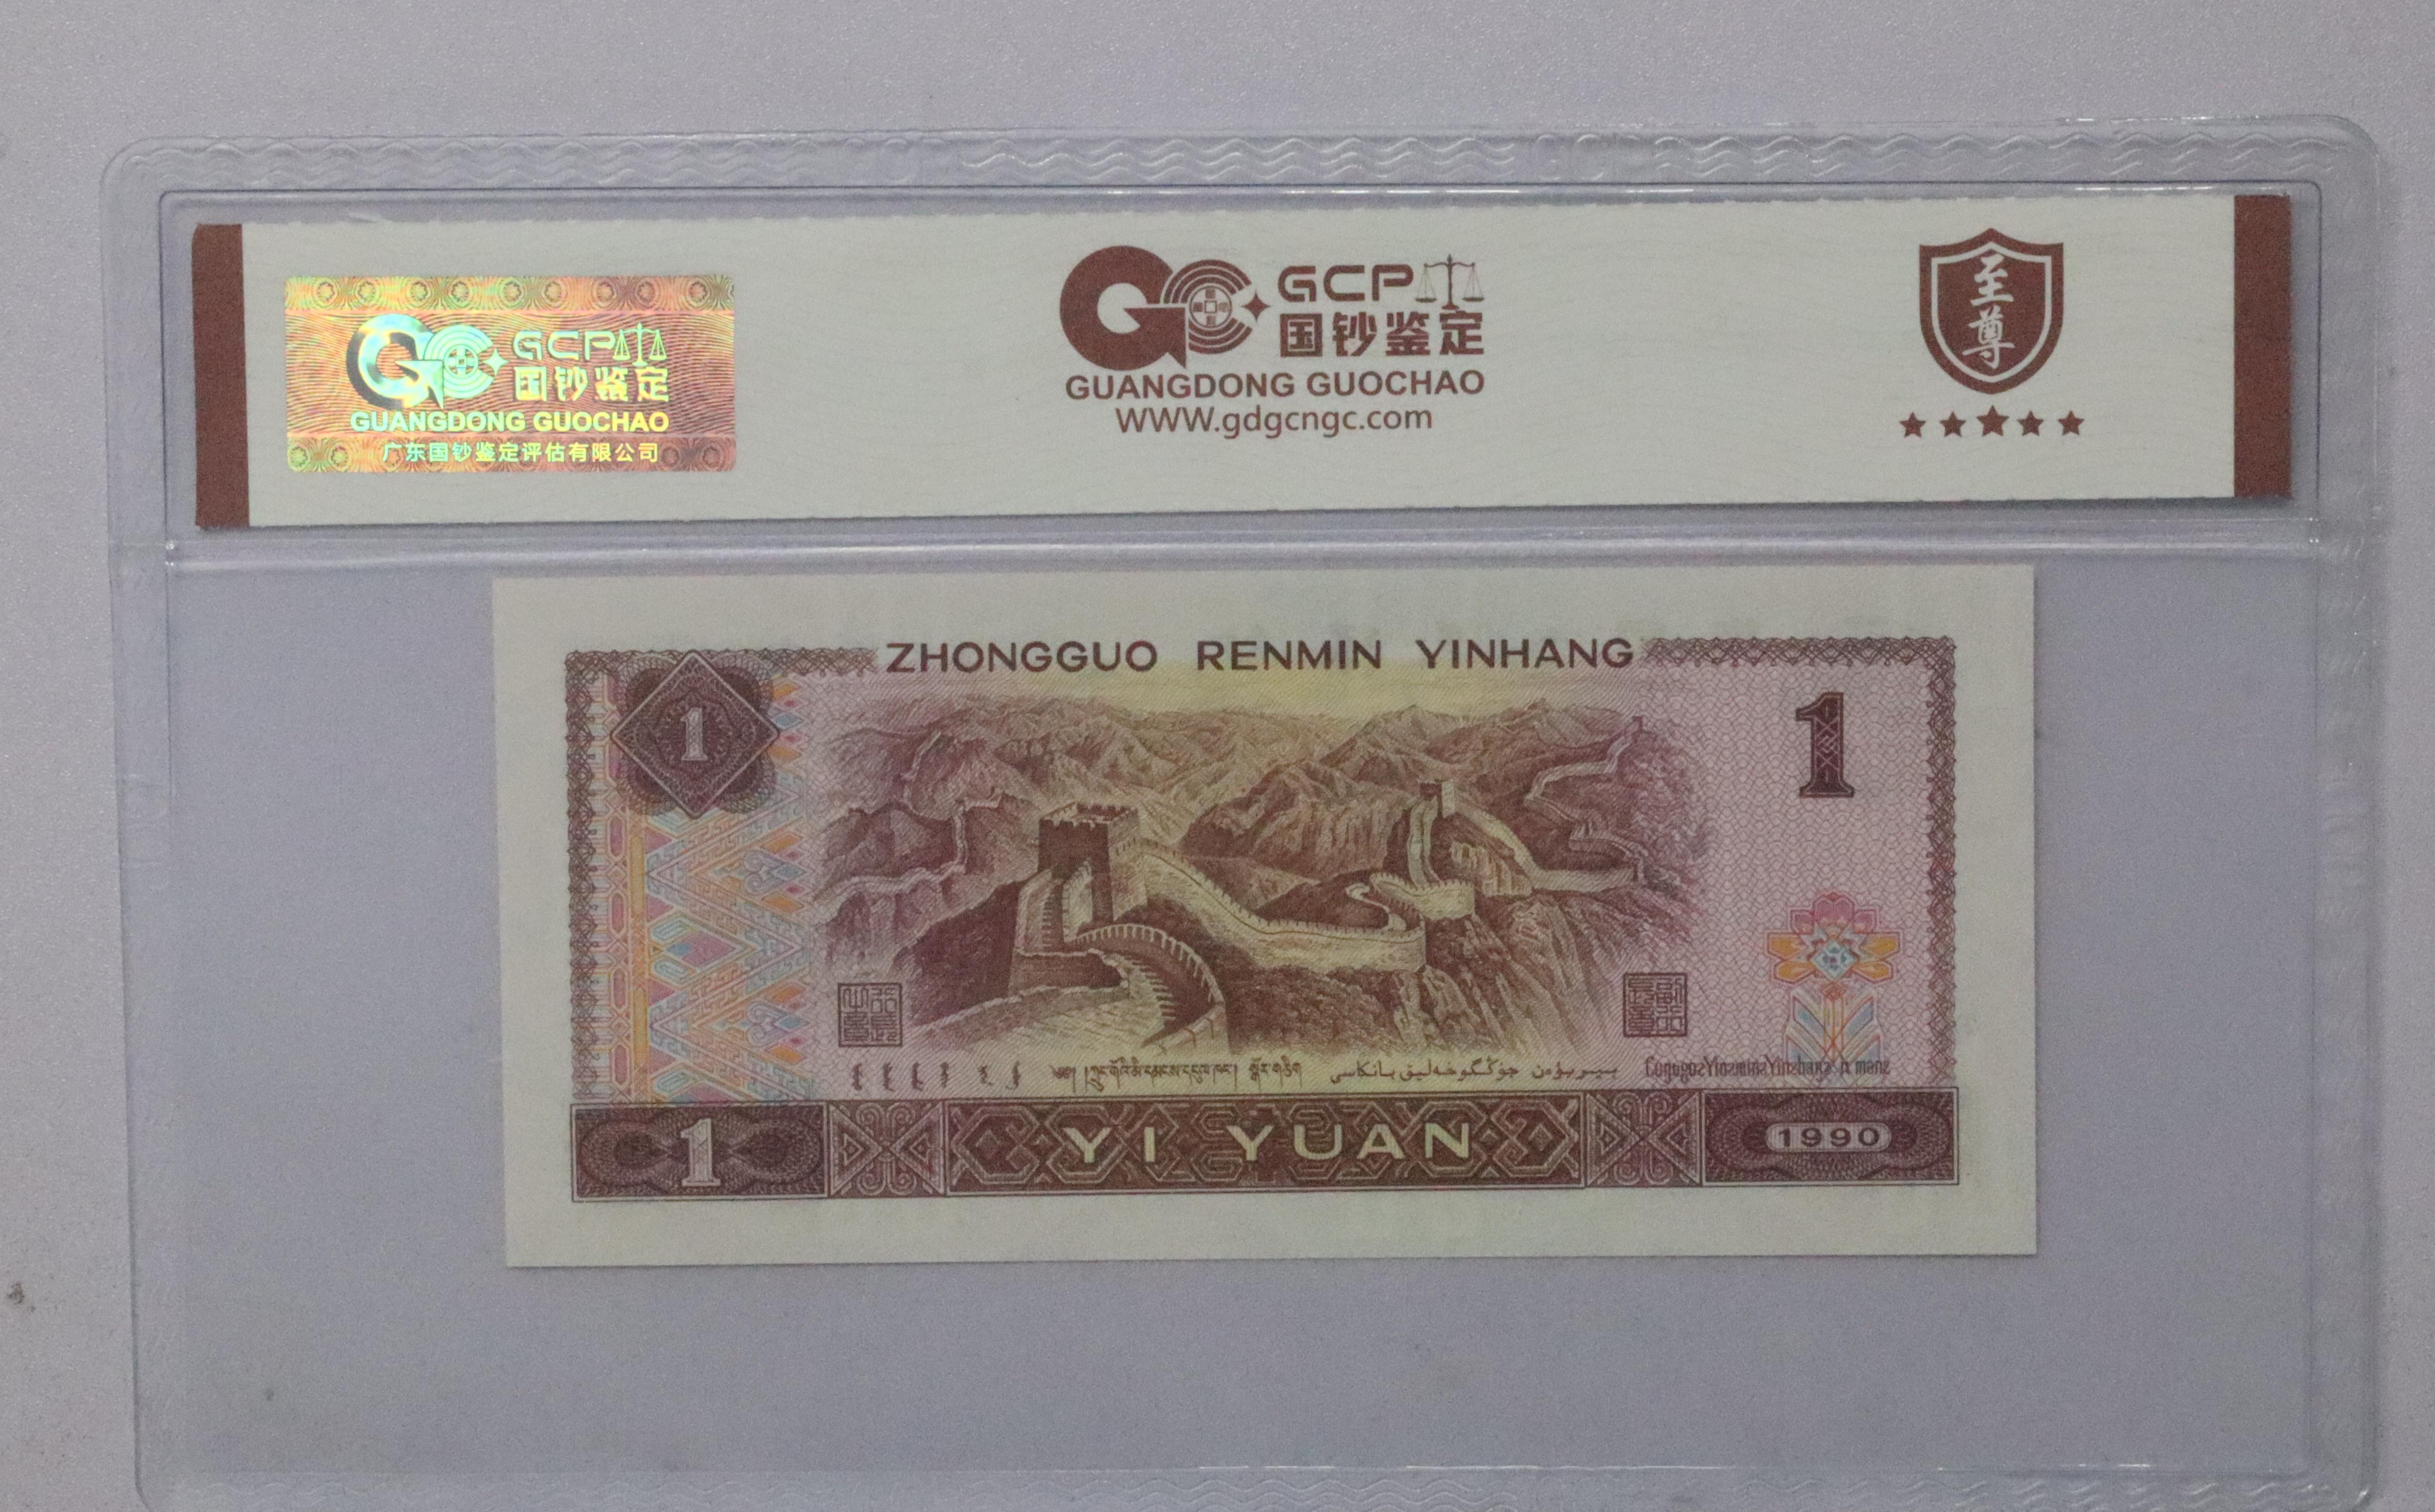 GCP
国钞鉴定
GUANGDONG GUOCHAO
广东国钞鉴定评估有限公司
GCP
国钞鉴定
GUANGDONG GUOCHAO
WWW.gdgcngc.com
至
尊
ZHONGGUO RENMIN YINHANG
1
1
1
YI YUAN
1990